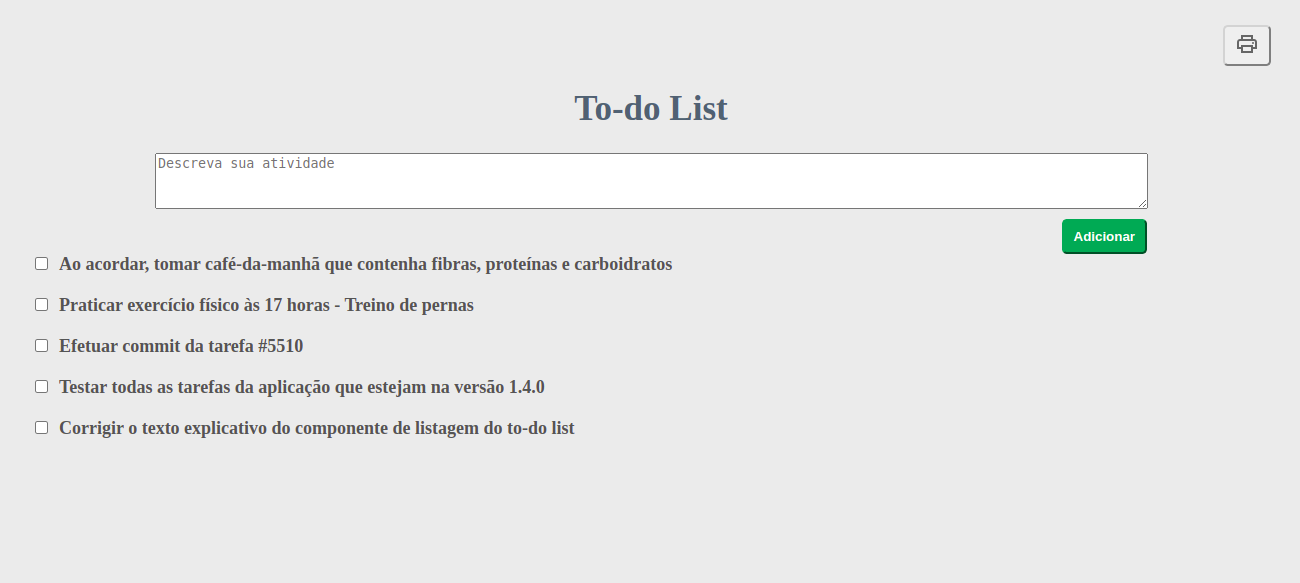 To-do List
Descreva sua atividade
Adicionar
Ao acordar, tomar café-da-manhã que contenha fibras, proteínas e carboidratos
Praticar exercício físico às 17 horas - Treino de pernas
Efetuar commit da tarefa #5510
Testar todas as tarefas da aplicação que estejam na versão 1.4.0
Corrigir o texto explicativo do componente de listagem do to-do list